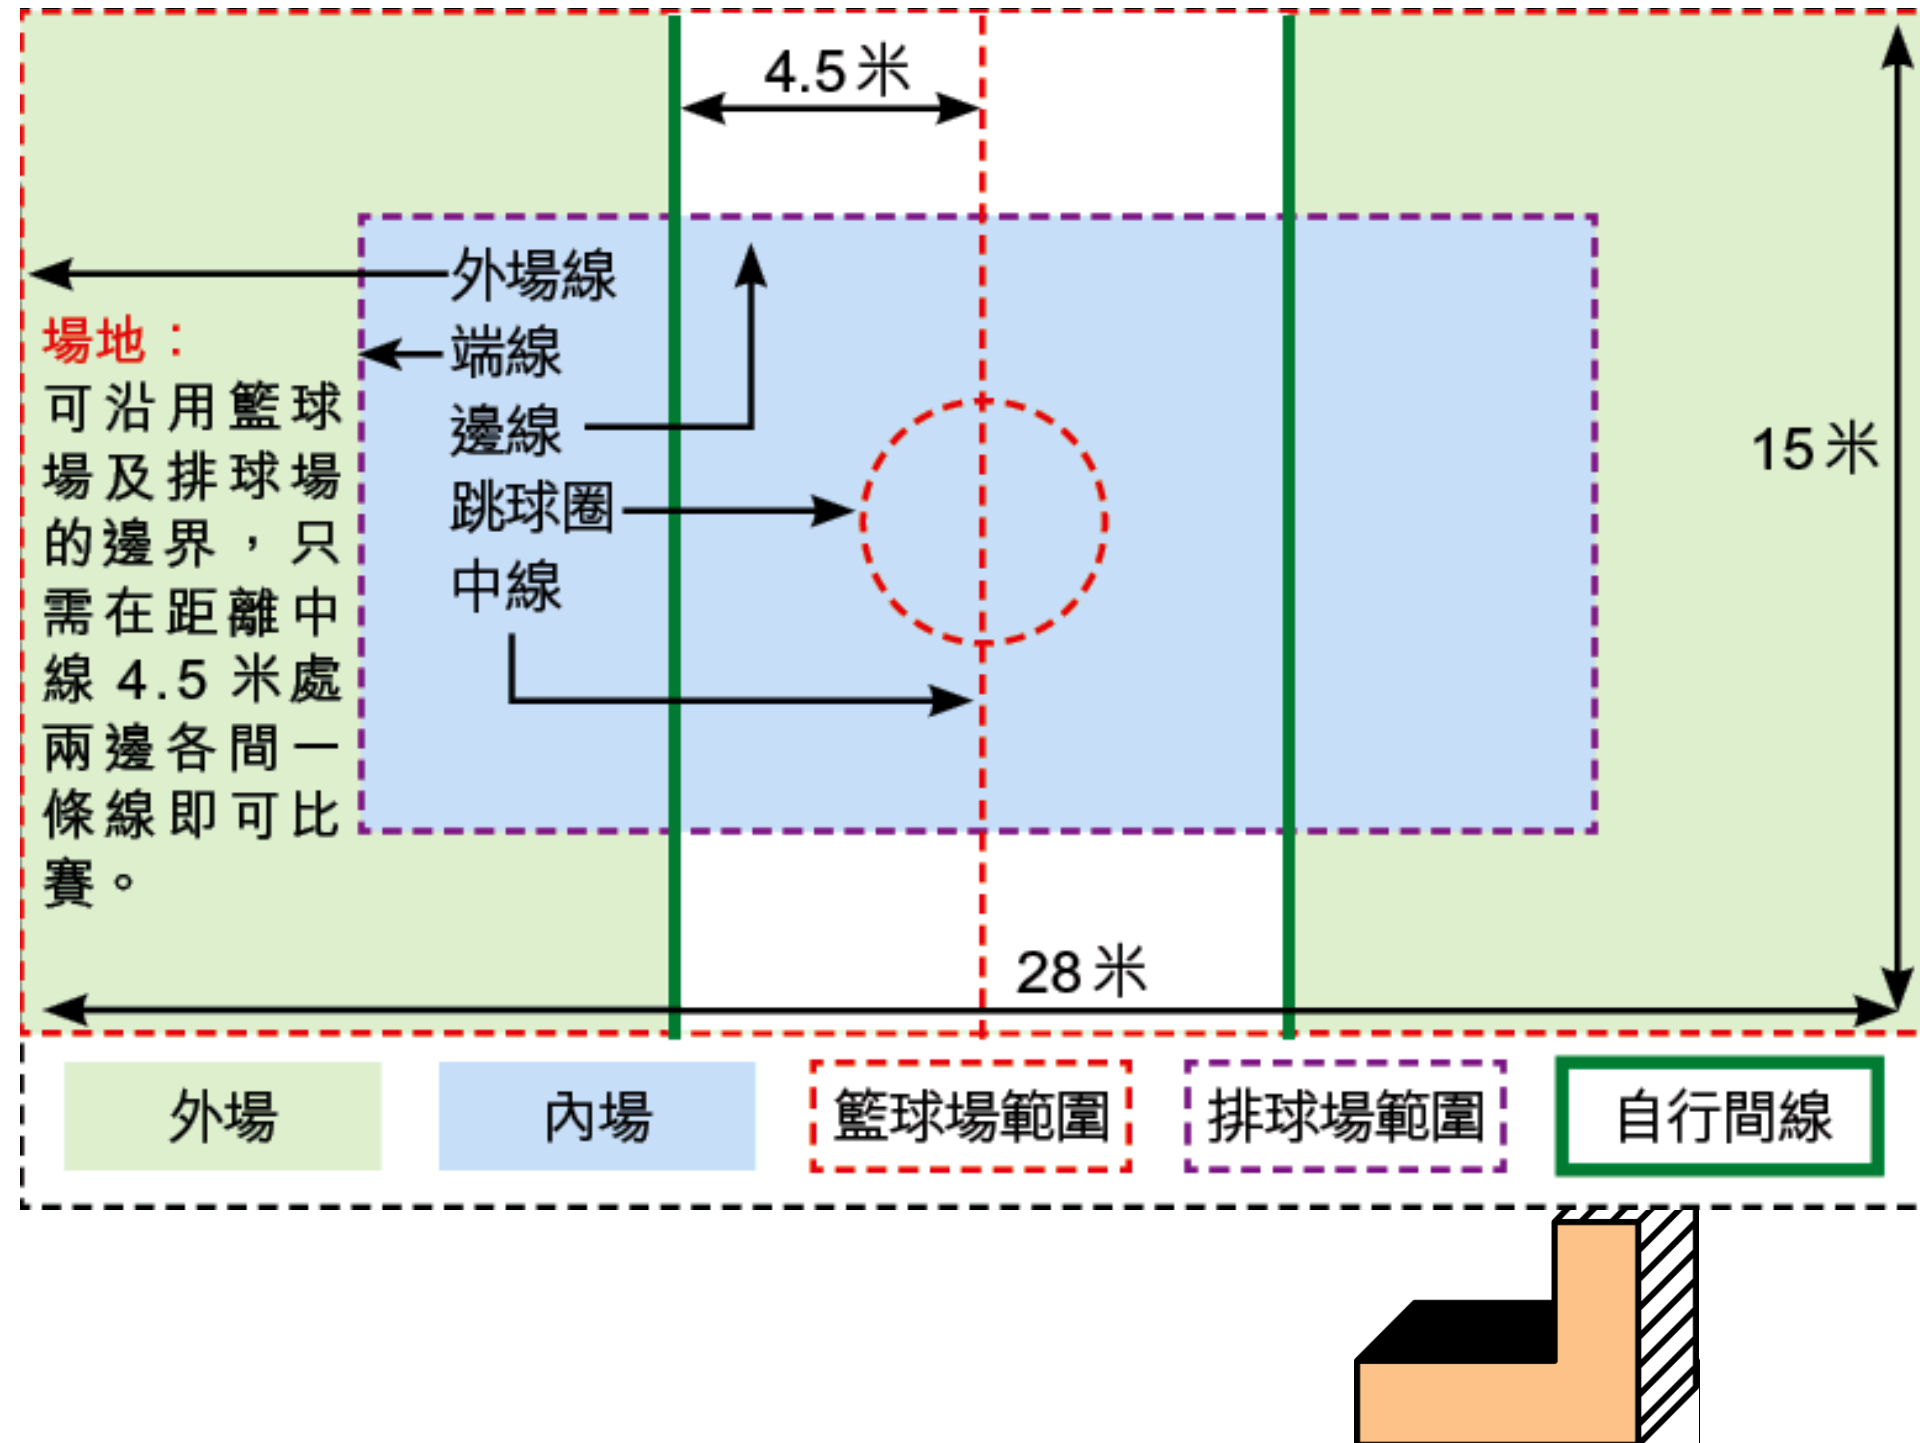 4.5米
外場線
端線
邊線
跳球圈
中線
場地：
可沿用籃球
場及排球場
的邊界，只
需在距離中
線 4.5 米處
兩邊各間一
條線即可比
賽。
15米
28米
外場
內場
籃球場範圍
排球場範圍
自行間線